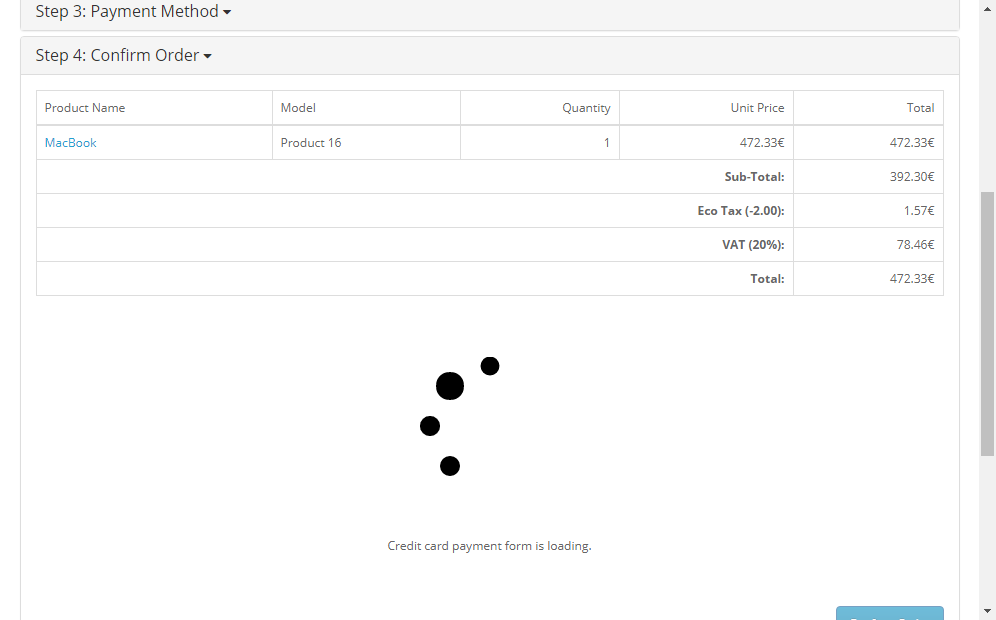 Step 3: Payment Method
Step 4: Confirm Order
Product Name Model Quantity Unit Price Total
MacBook Product 16 1 472.33€ 472.33€
Sub-Total: 392.30€
Eco Tax (-2.00): 1.57€
VAT (20%): 78.46€
Total: 472.33€
Credit card payment form is loading.